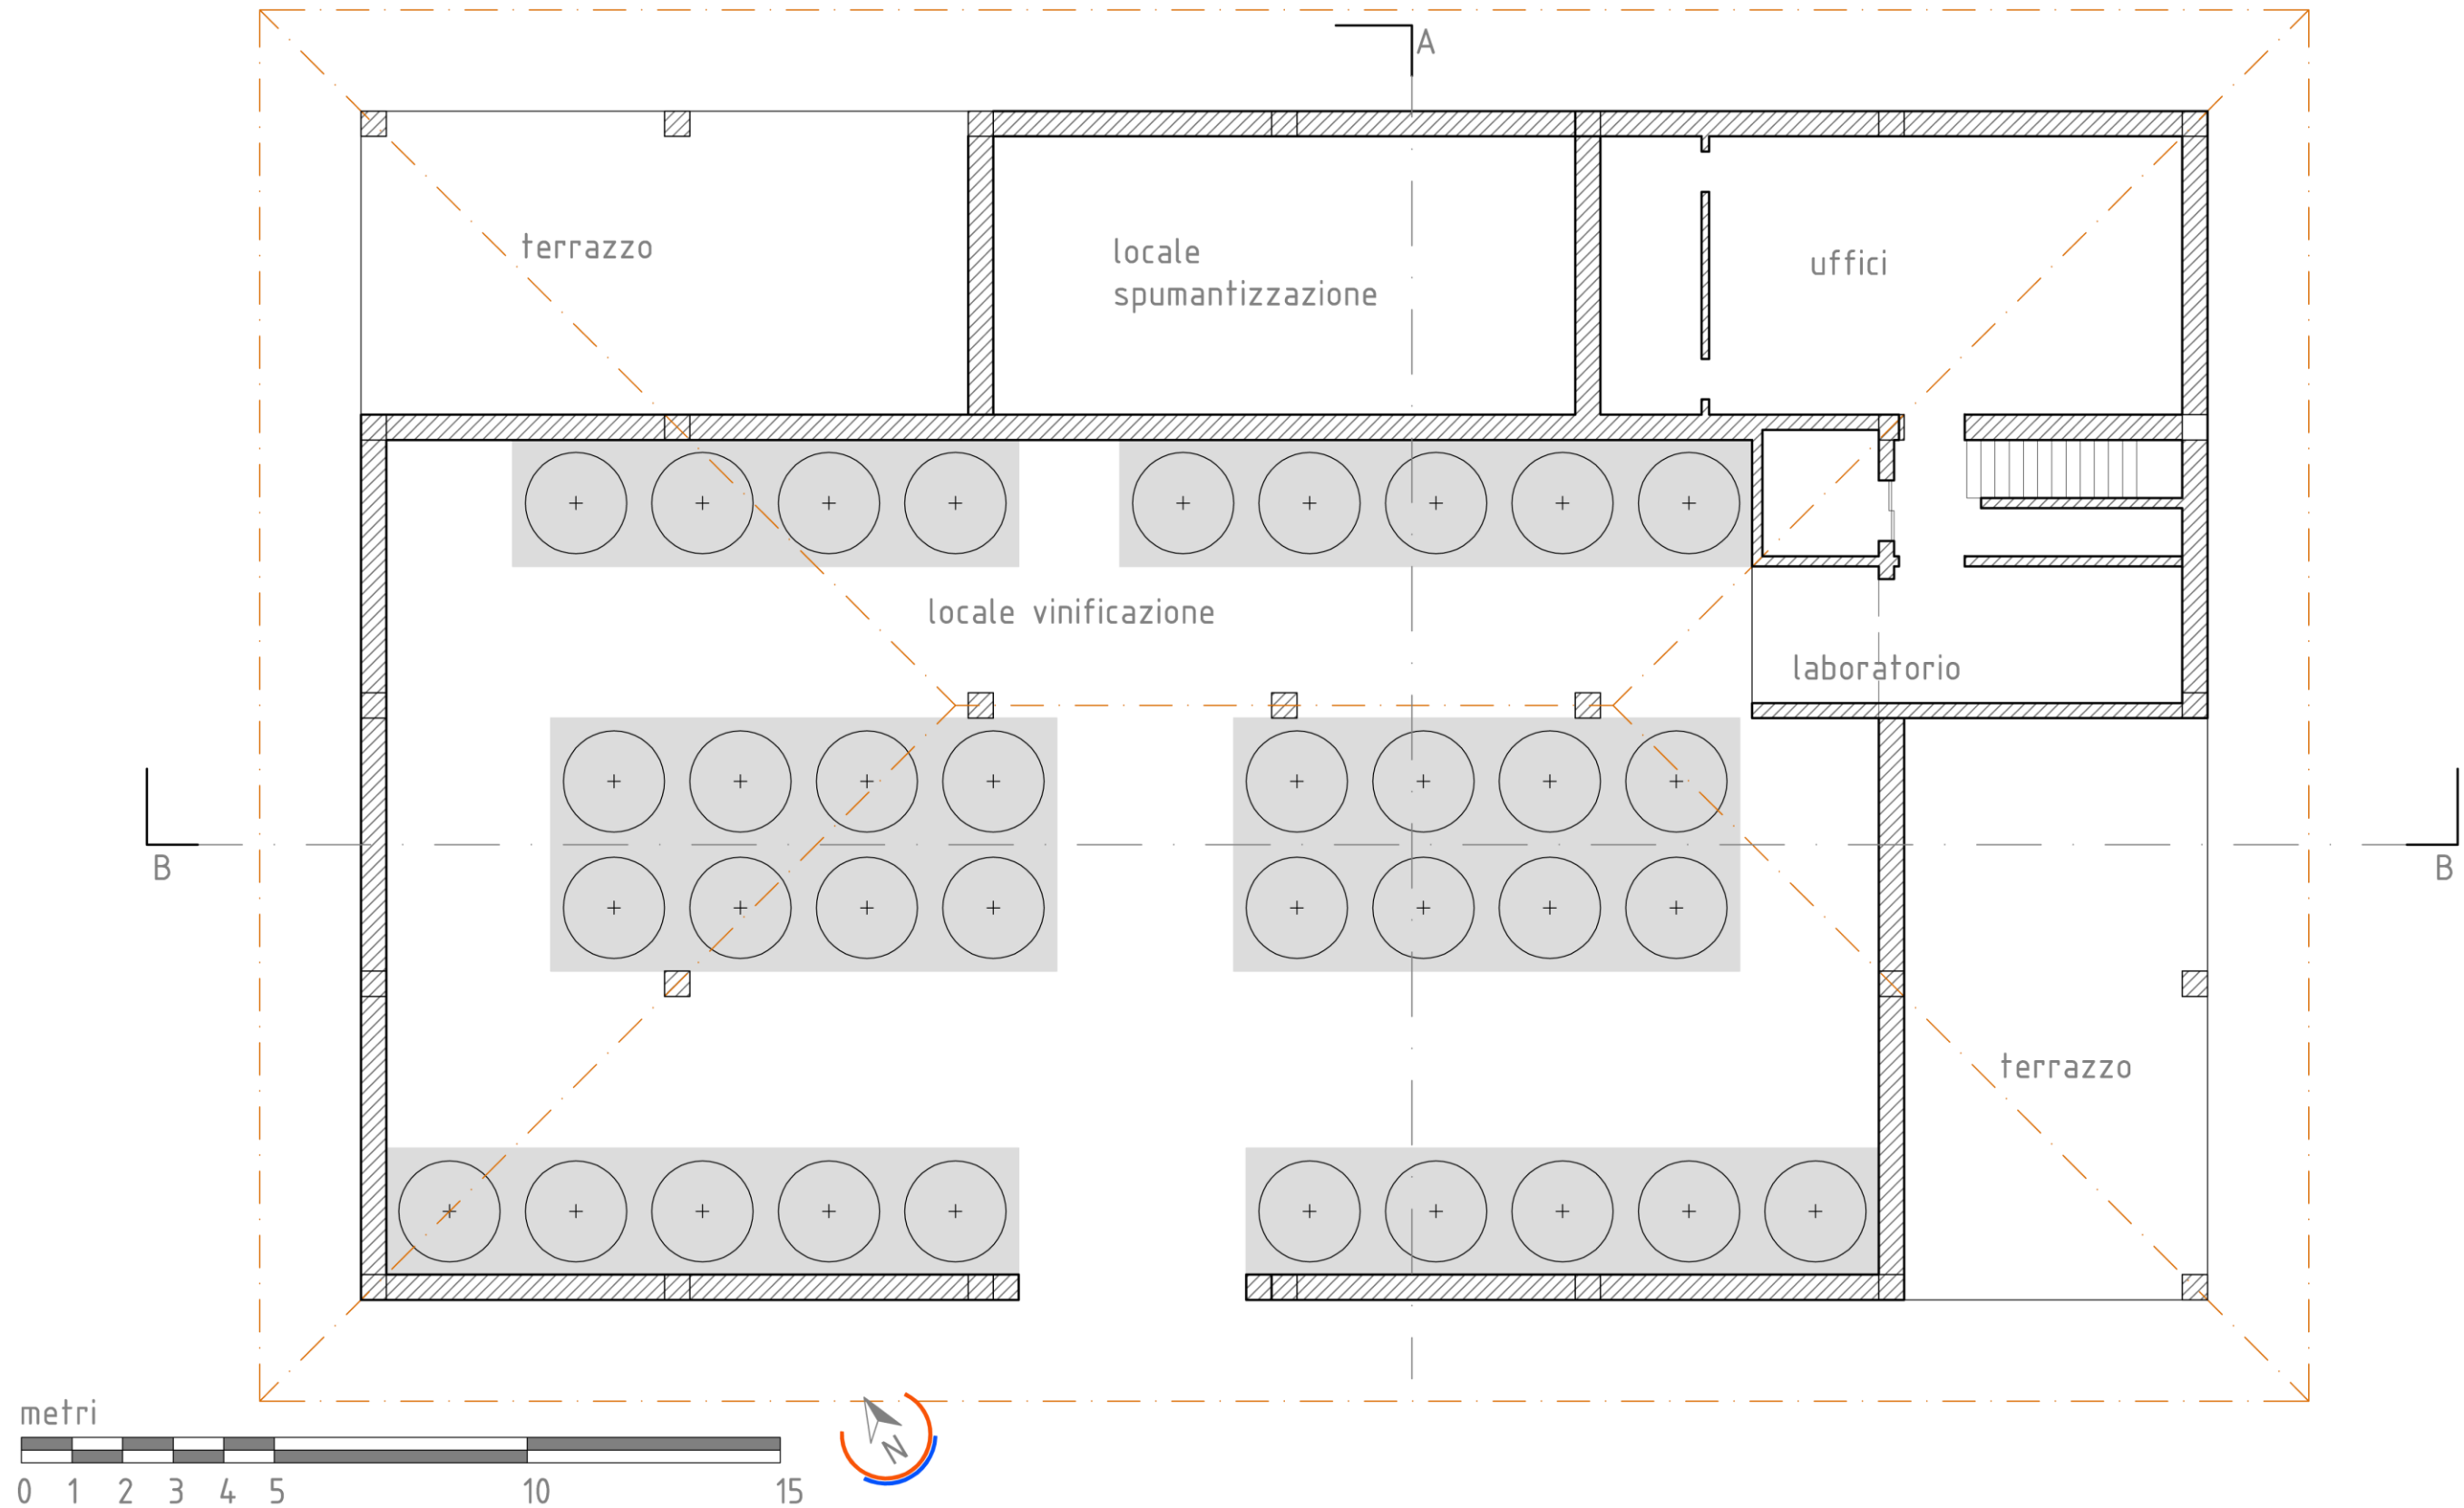 A
terrazzo
locale
spumantizzazione
uffici
locale vinificazione
laboratorio
B
B
terrazzo
metri
N
0 1 2 3 4 5 10 15